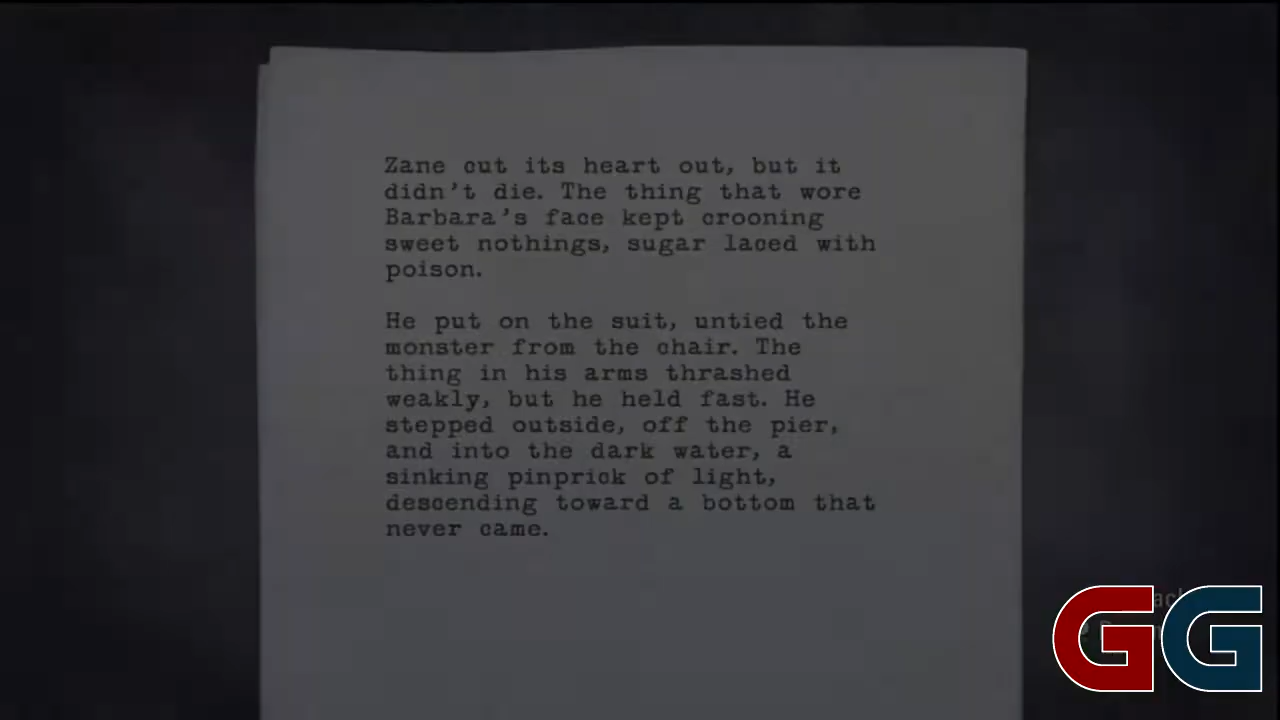 Zane cut its heart out, but it
didn't die. The thing that wore
Barbara's face kept crooning
sweet nothings, sugar laced with
poison.
He put on the suit, untied the
monster from the chair. The
thing in his arms thrashed
weakly, but he held fast. He
stepped outside, off the pier,
and into the dark water, a
sinking pinprick of light,
descending toward a bottom that
never came.
GG